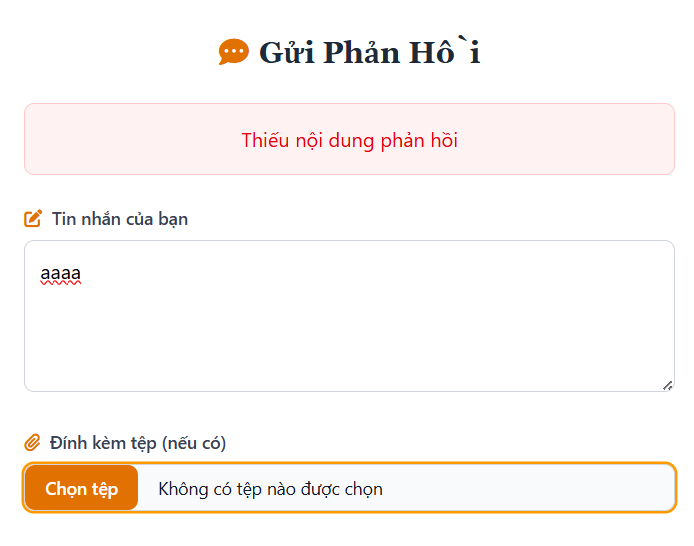 Gửi Phản Hồi
Thiếu nội dung phản hồi
Tin nhắn của bạn
aaaa
Đính kèm tệp (nếu có)
Chọn tệp Không có tệp nào được chọn